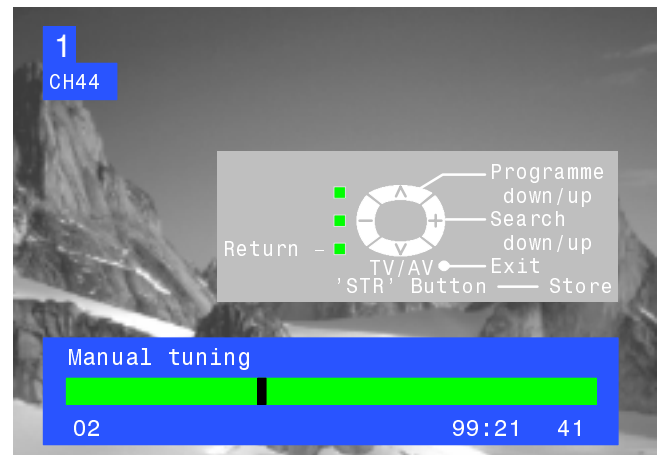 1
CH44
Programme
down/up
Search
down/up
Return –
TV/AV Exit
'STR' Button — Store
Manual tuning
02 99:21 41